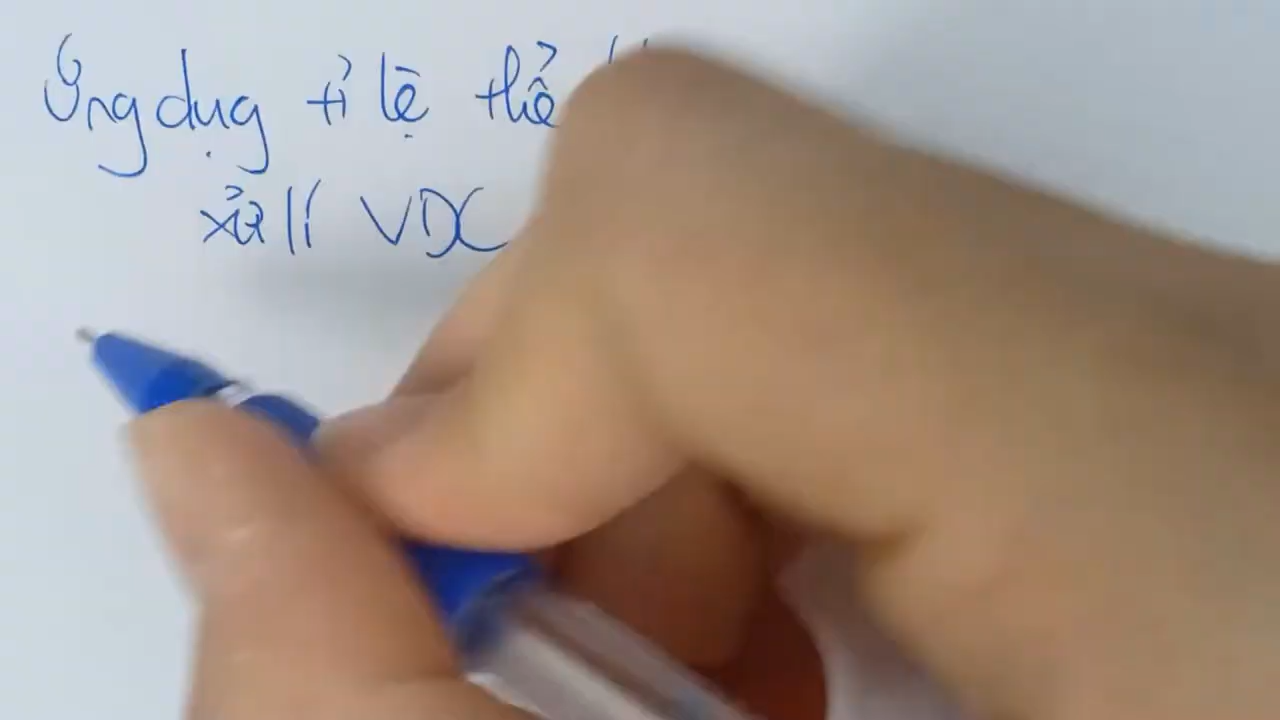 Ứng dụng tỉ lệ thể
xử lí VDC